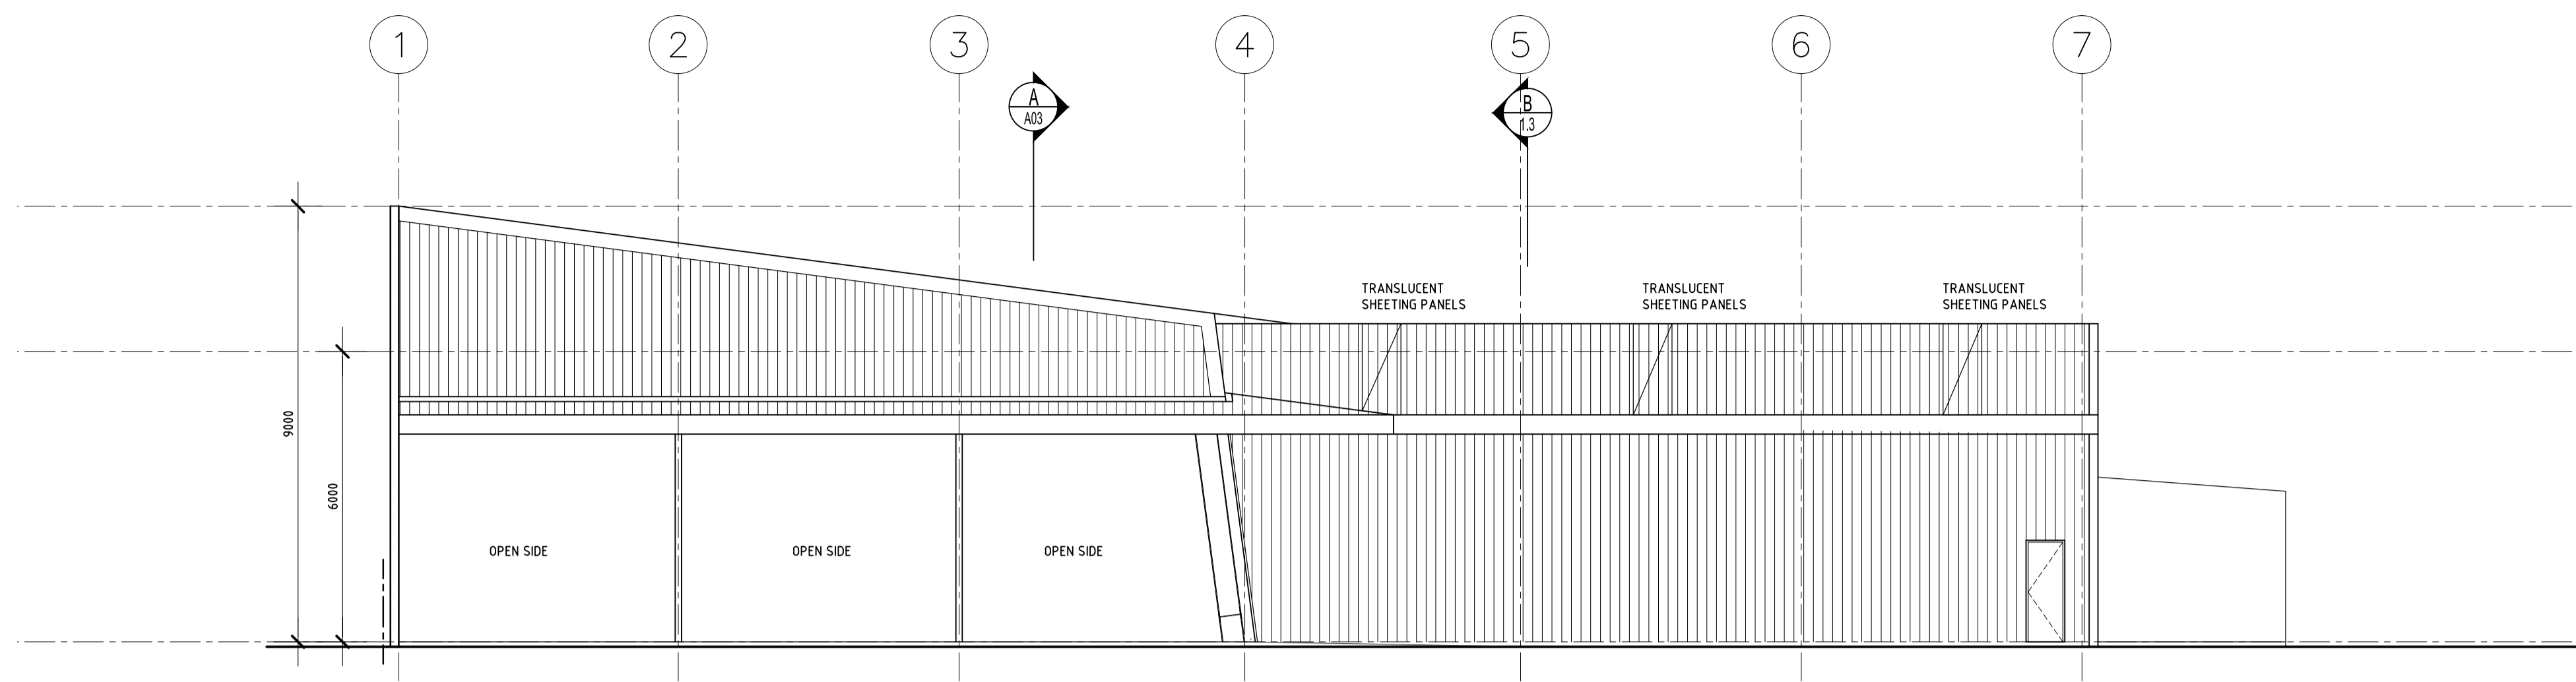 1
2
3
4
5
6
7
A
A03
B
1.3
TRANSLUCENT
SHEETING PANELS
TRANSLUCENT
SHEETING PANELS
TRANSLUCENT
SHEETING PANELS
9000
6000
OPEN SIDE
OPEN SIDE
OPEN SIDE